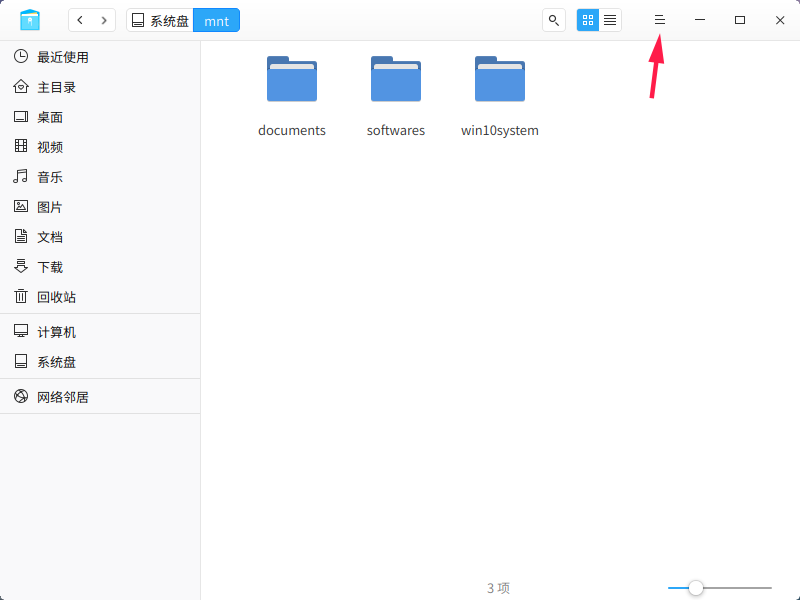 系统盘 mnt
最近使用
主目录
桌面
视频
音乐
图片
文档
下载
回收站
计算机
系统盘
网络邻居
documents softwares win10system
3 项